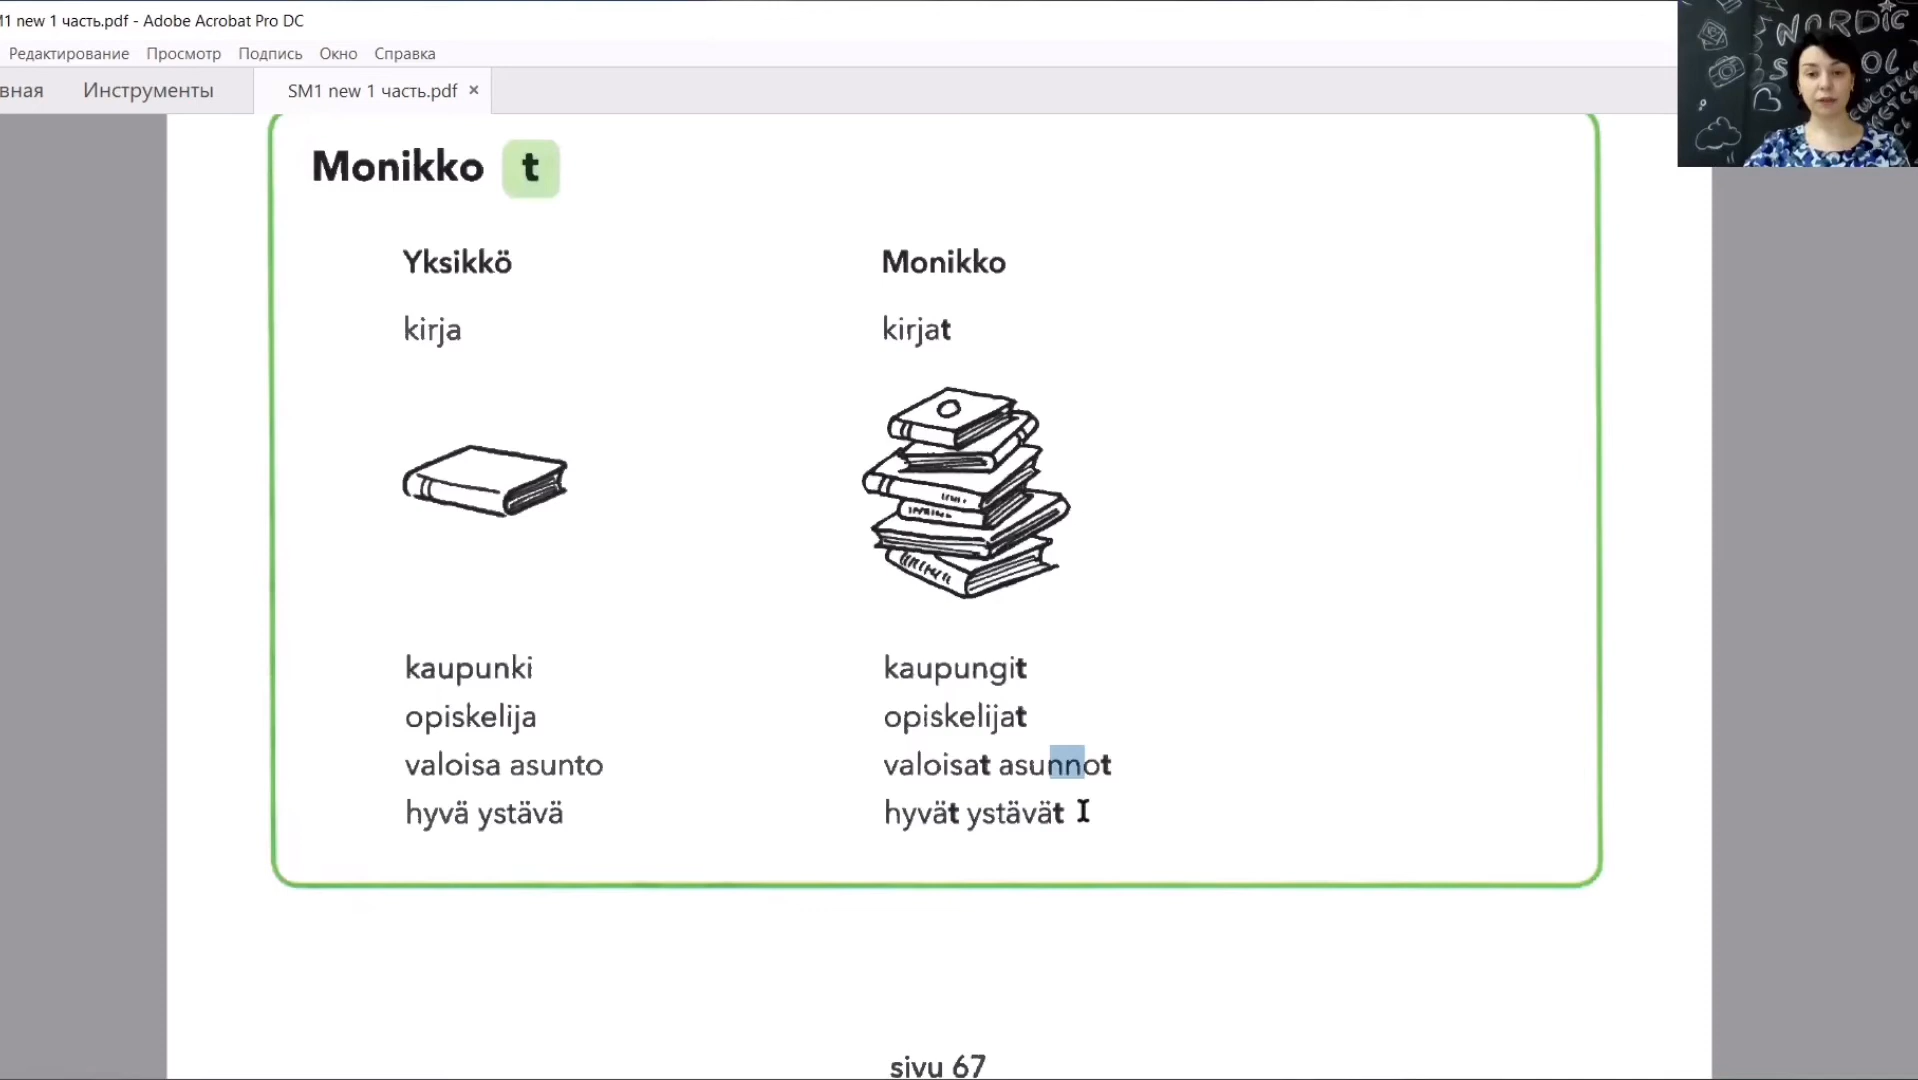 M1 new 1 часть.pdf - Adobe Acrobat Pro DC
Редактирование Просмотр Подпись Окно Справка
вная Инструменты SM1 new 1 часть.pdf ×
NORDIC
Monikko t
Yksikkö Monikko
kirja kirjat
kaupunki kaupungit
opiskelija opiskelijat
valoisa asunto valoisat asunnot
hyvä ystävä hyvät ystävät
sivu 67